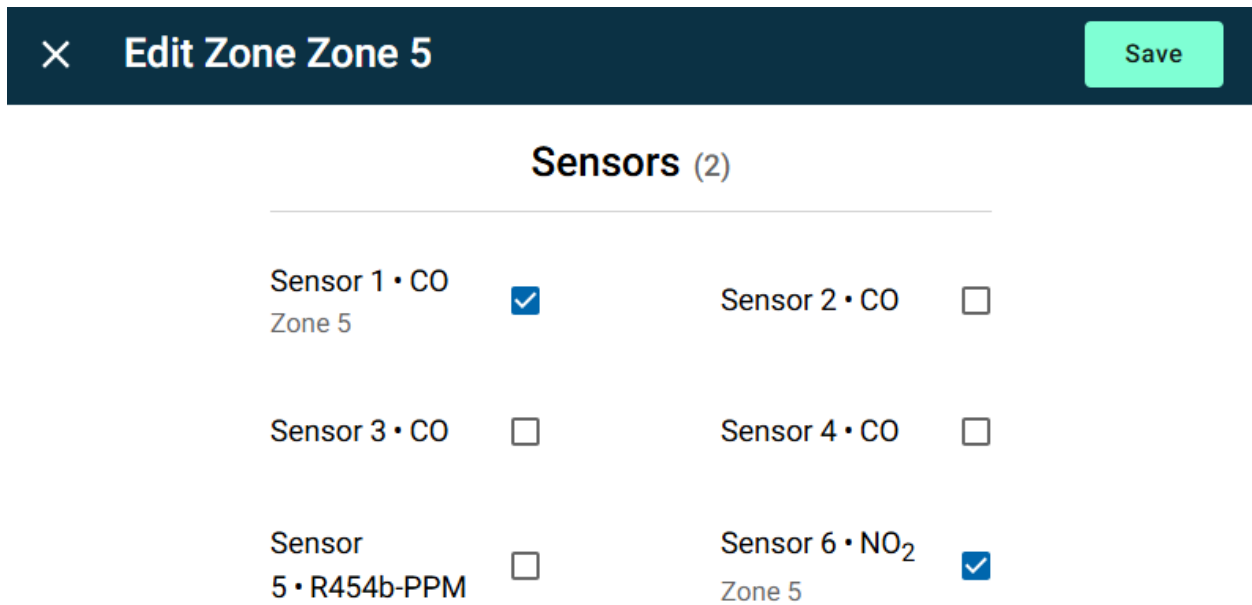 Edit Zone Zone 5
Save
Sensors (2)
Sensor 1 • CO
Zone 5
Sensor 2 • CO
Sensor 3 • CO
Sensor 4 • CO
Sensor
5 • R454b-PPM
Sensor 6 • NO₂
Zone 5